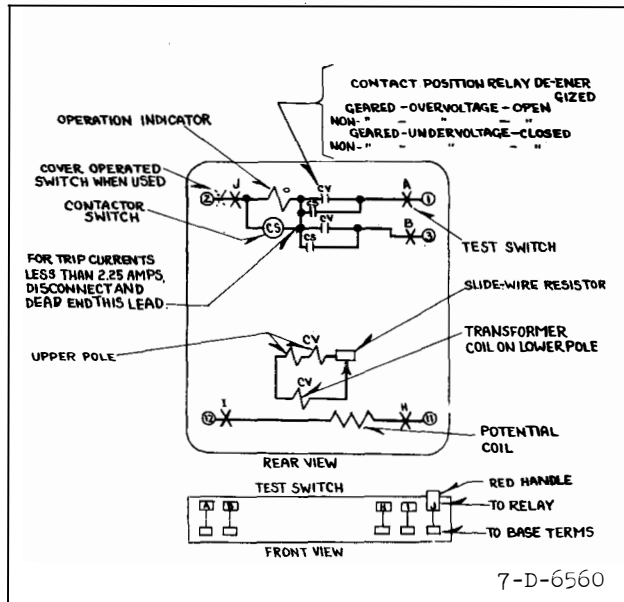 CONTACT POSITION RELAY DE-ENER
GIZED
GEARED -OVERVOLTAGE-OPEN
NON- " " - "
GEARED-UNDERVOLTAGE-CLOSED
NON- " " - "
OPERATION INDICATOR
COVER OPERATED
SWITCH WHEN USED
CONTACTOR
SWITCH
J
2
O
CV
A
1
CS
CS
CV
B
3
CS
TEST SWITCH
FOR TRIP CURRENTS
LESS THAN 2.25 AMPS,
DISCONNECT AND
DEAD END THIS LEAD.
SLIDE-WIRE RESISTOR
CV
UPPER POLE
TRANSFORMER
COIL ON LOWER POLE
CV
I
12
H
11
POTENTIAL
COIL
REAR VIEW
TEST SWITCH
RED HANDLE
A
B
H
I
J
TO RELAY
TO BASE TERMS
FRONT VIEW
7-D-6560